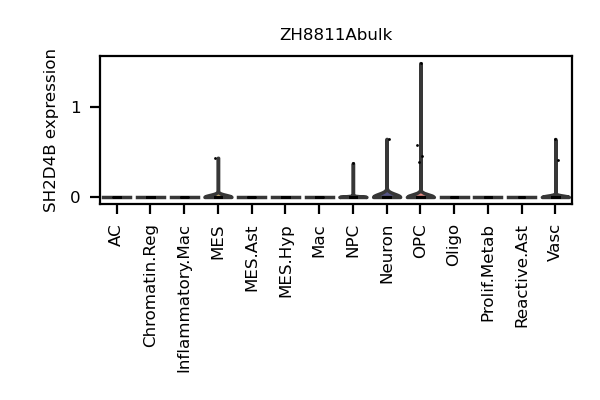 ZH8811Abulk
SH2D4B expression
1
0
AC
Chromatin.Reg
Inflammatory.Mac
MES
MES.Ast
MES.Hyp
Mac
NPC
Neuron
OPC
Oligo
Prolif.Metab
Reactive.Ast
Vasc